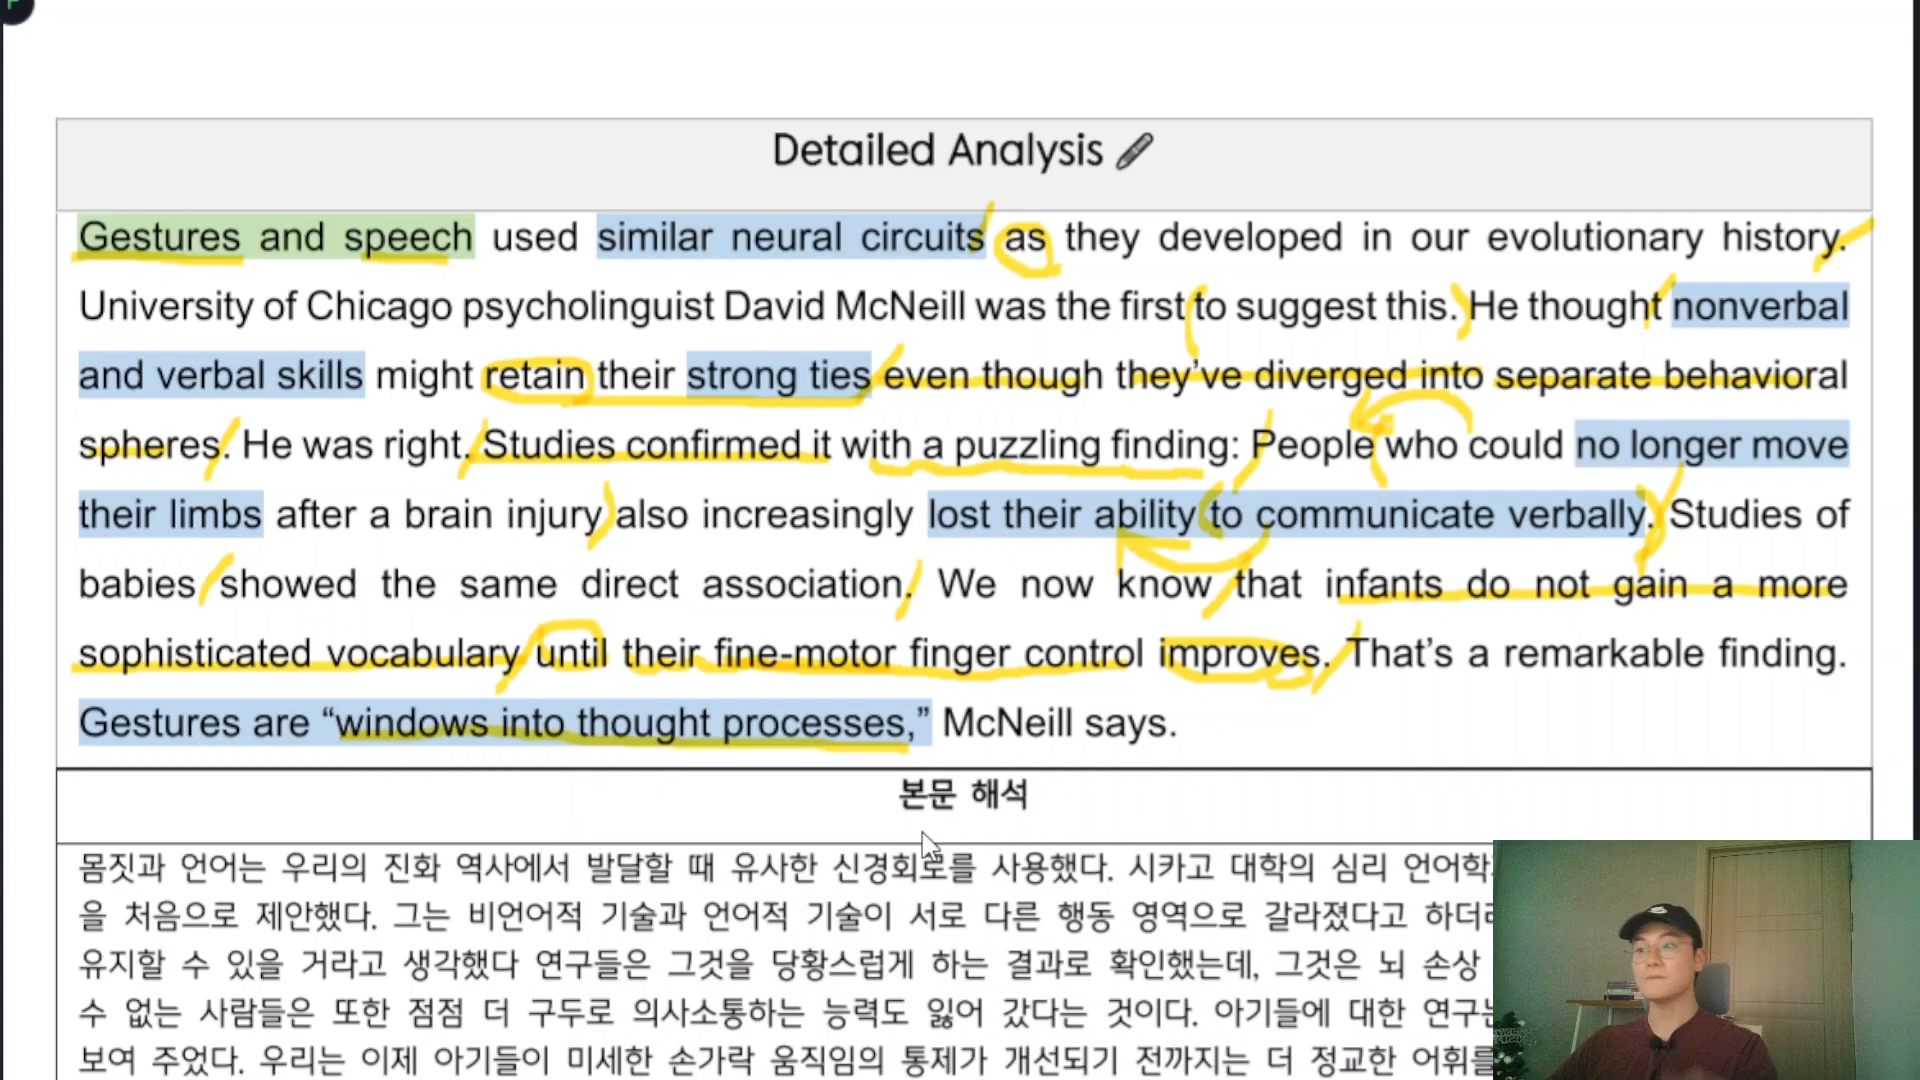 Detailed Analysis
Gestures and speech used similar neural circuits as they developed in our evolutionary history.
University of Chicago psycholinguist David McNeill was the first to suggest this. He thought nonverbal
and verbal skills might retain their strong ties even though they’ve diverged into separate behavioral
spheres. He was right. Studies confirmed it with a puzzling finding: People who could no longer move
their limbs after a brain injury also increasingly lost their ability to communicate verbally. Studies of
babies showed the same direct association. We now know that infants do not gain a more
sophisticated vocabulary until their fine-motor finger control improves. That’s a remarkable finding.
Gestures are “windows into thought processes,” McNeill says.
본문 해석
몸짓과 언어는 우리의 진화 역사에서 발달할 때 유사한 신경회로를 사용했다. 시카고 대학의 심리 언어학
을 처음으로 제안했다. 그는 비언어적 기술과 언어적 기술이 서로 다른 행동 영역으로 갈라졌다고 하더
유지할 수 있을 거라고 생각했다 연구들은 그것을 당황스럽게 하는 결과로 확인했는데, 그것은 뇌 손상
수 없는 사람들은 또한 점점 더 구두로 의사소통하는 능력도 잃어 갔다는 것이다. 아기들에 대한 연구
보여 주었다. 우리는 이제 아기들이 미세한 손가락 움직임의 통제가 개선되기 전까지는 더 정교한 어휘를